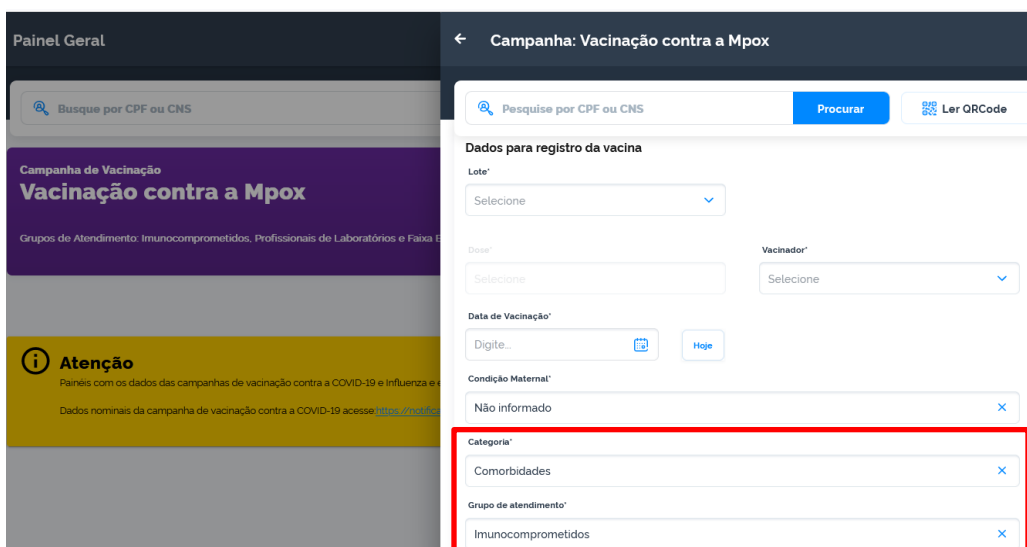 Painel Geral
Busque por CPF ou CNS
Campanha de Vacinação
Vacinação contra a Mpox
Grupos de Atendimento: Imunocomprometidos, Profissionais de Laboratórios e Faixa
Atenção
Painéis com os dados das campanhas de vacinação contra a COVID-19 e Influenza e
Dados nominais da campanha de vacinação contra a COVID-19 acesse:https://notific
Campanha: Vacinação contra a Mpox
Pesquise por CPF ou CNS
Procurar
Ler QRCode
Dados para registro da vacina
Lote*
Selecione
Dose*
Vacinador*
Selecione
Selecione
Data de Vacinação*
Digite...
Hoje
Condição Maternal*
Não informado
Categoria*
Comorbidades
Grupo de atendimento*
Imunocomprometidos